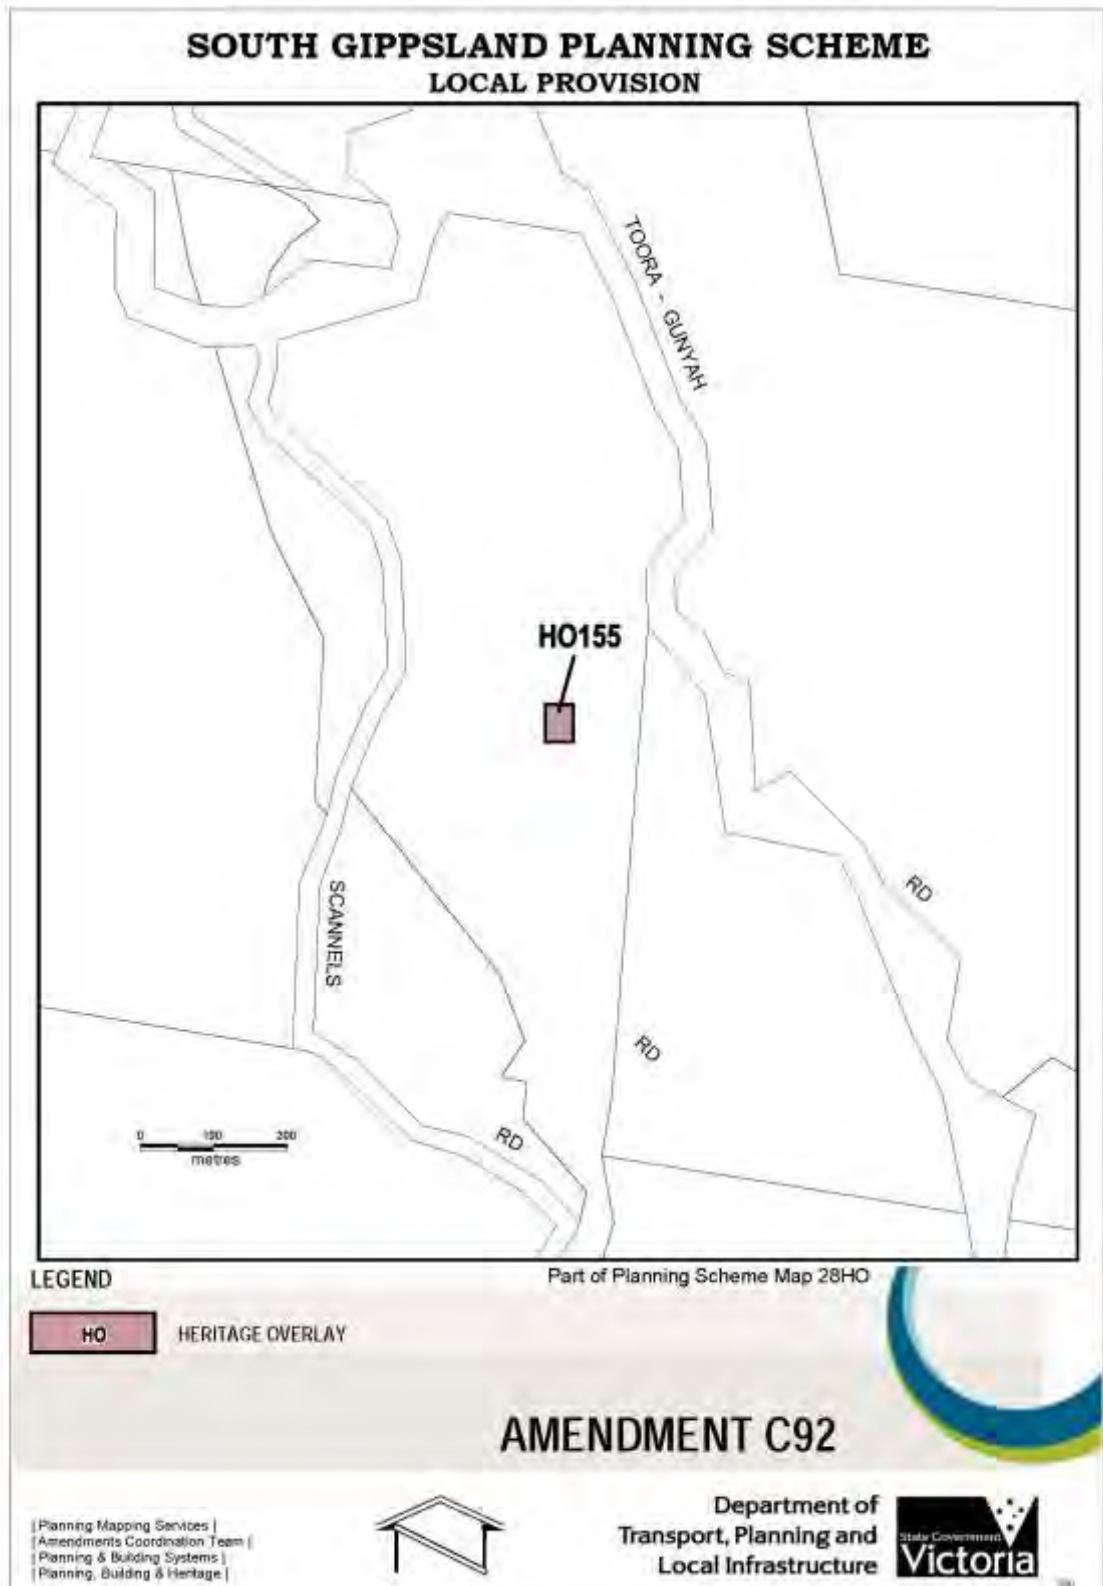 SOUTH GIPPSLAND PLANNING SCHEME
LOCAL PROVISION
TOORA - GUNYAH
HO155
RD
SCANNELS
RD
RD
0 100 200
metres
LEGEND
Part of Planning Scheme Map 28HO
HO HERITAGE OVERLAY
AMENDMENT C92
| Planning Mapping Services |
| Amendments Coordination Team |
| Planning & Building Systems |
| Planning, Building & Heritage |
Department of
Transport, Planning and
Local Infrastructure
State Government
Victoria